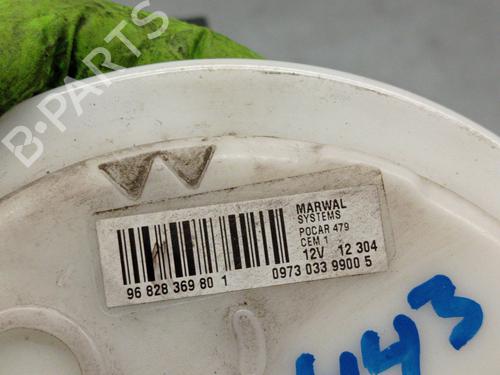 B-PARTS
MARWAL
SYSTEMS
POCAR 479
CEM 1
12V 12 304
96 828 369 80 1
0973 033 9900 5
443